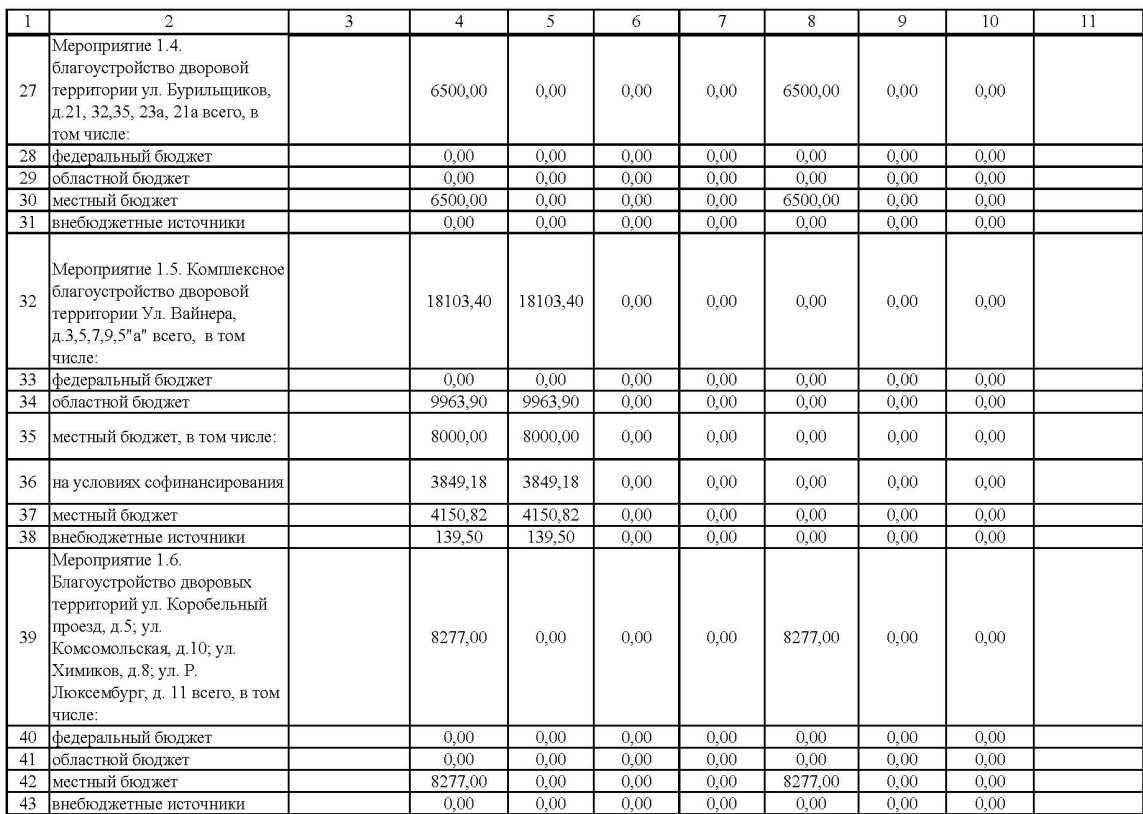 1 2 3 4 5 6 7 8 9 10 11
Мероприятие 1.4.
благоустройство дворовой
27 территории ул. Бурильщиков, 6500,00 0,00 0,00 0,00 6500,00 0,00 0,00
д.21, 32,35, 23а, 21а всего, в
том числе:
28 федеральный бюджет 0,00 0,00 0,00 0,00 0,00 0,00 0,00
29 областной бюджет 0,00 0,00 0,00 0,00 0,00 0,00 0,00
30 местный бюджет 6500,00 0,00 0,00 0,00 6500,00 0,00 0,00
31 внебюджетные источники 0,00 0,00 0,00 0,00 0,00 0,00 0,00
Мероприятие 1.5. Комплексное
32 благоустройство дворовой 18103,40 18103,40 0,00 0,00 0,00 0,00 0,00
территории Ул. Вайнера,
д.3,5,7,9,5"а" всего, в том
числе:
33 федеральный бюджет 0,00 0,00 0,00 0,00 0,00 0,00 0,00
34 областной бюджет 9963,90 9963,90 0,00 0,00 0,00 0,00 0,00
35 местный бюджет, в том числе: 8000,00 8000,00 0,00 0,00 0,00 0,00 0,00
36 на условиях софинансирования 3849,18 3849,18 0,00 0,00 0,00 0,00 0,00
37 местный бюджет 4150,82 4150,82 0,00 0,00 0,00 0,00 0,00
38 внебюджетные источники 139,50 139,50 0,00 0,00 0,00 0,00 0,00
Мероприятие 1.6.
Благоустройство дворовых
территорий ул. Коробельный
39 проезд, д.5; ул. 8277,00 0,00 0,00 0,00 8277,00 0,00 0,00
Комсомольская, д.10; ул.
Химиков, д.8; ул. Р.
Люксембург, д. 11 всего, в том
числе:
40 федеральный бюджет 0,00 0,00 0,00 0,00 0,00 0,00 0,00
41 областной бюджет 0,00 0,00 0,00 0,00 0,00 0,00 0,00
42 местный бюджет 8277,00 0,00 0,00 0,00 8277,00 0,00 0,00
43 внебюджетные источники 0,00 0,00 0,00 0,00 0,00 0,00 0,00